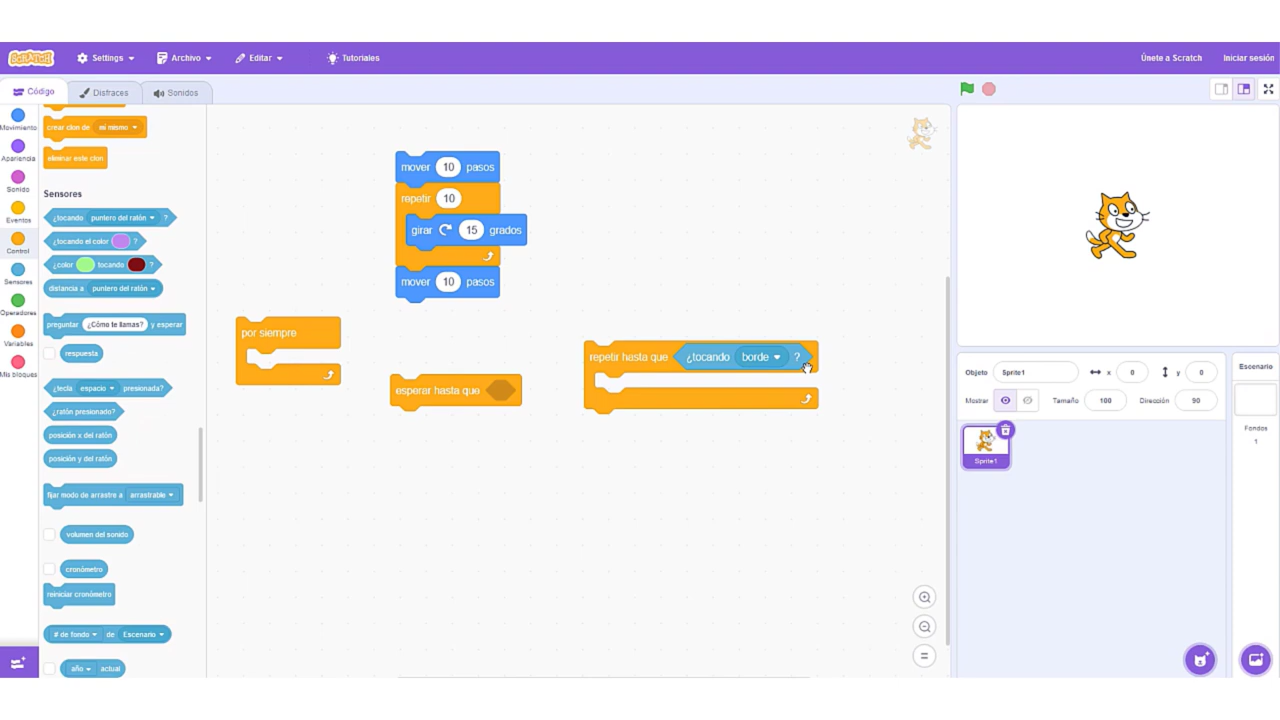 SCRATCH Settings Archivo Editar Tutoriales Únete a Scratch Iniciar sesión
Código Disfraces Sonidos
Movimiento
Apariencia
Sonido
Eventos
Control
Sensores
Operadores
Variables
Mis bloques
crear clon de mí mismo
eliminar este clon
Sensores
¿tocando puntero del ratón ?
¿tocando el color ?
¿color tocando ?
distancia a puntero del ratón
preguntar ¿Cómo te llamas? y esperar
respuesta
¿tecla espacio presionada?
¿ratón presionado?
posición x del ratón
posición y del ratón
fijar modo de arrastre a arrastrable
volumen del sonido
cronómetro
reiniciar cronómetro
# de fondo de Escenario
año actual
mover 10 pasos
repetir 10
girar 15 grados
mover 10 pasos
por siempre
esperar hasta que
repetir hasta que ¿tocando borde ?
Objeto Sprite1 x 0 y 0
Mostrar Tamaño 100 Dirección 90
Sprite1
Escenario
Fondos
1